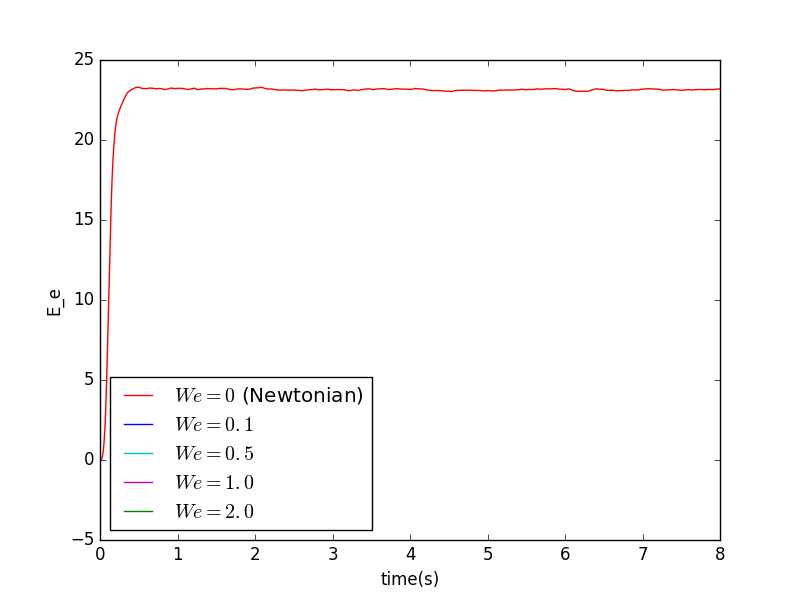 25
20
15
10
5
0
−5
E_e
We = 0 (Newtonian)
We = 0.1
We = 0.5
We = 1.0
We = 2.0
0 1 2 3 4 5 6 7 8
time(s)